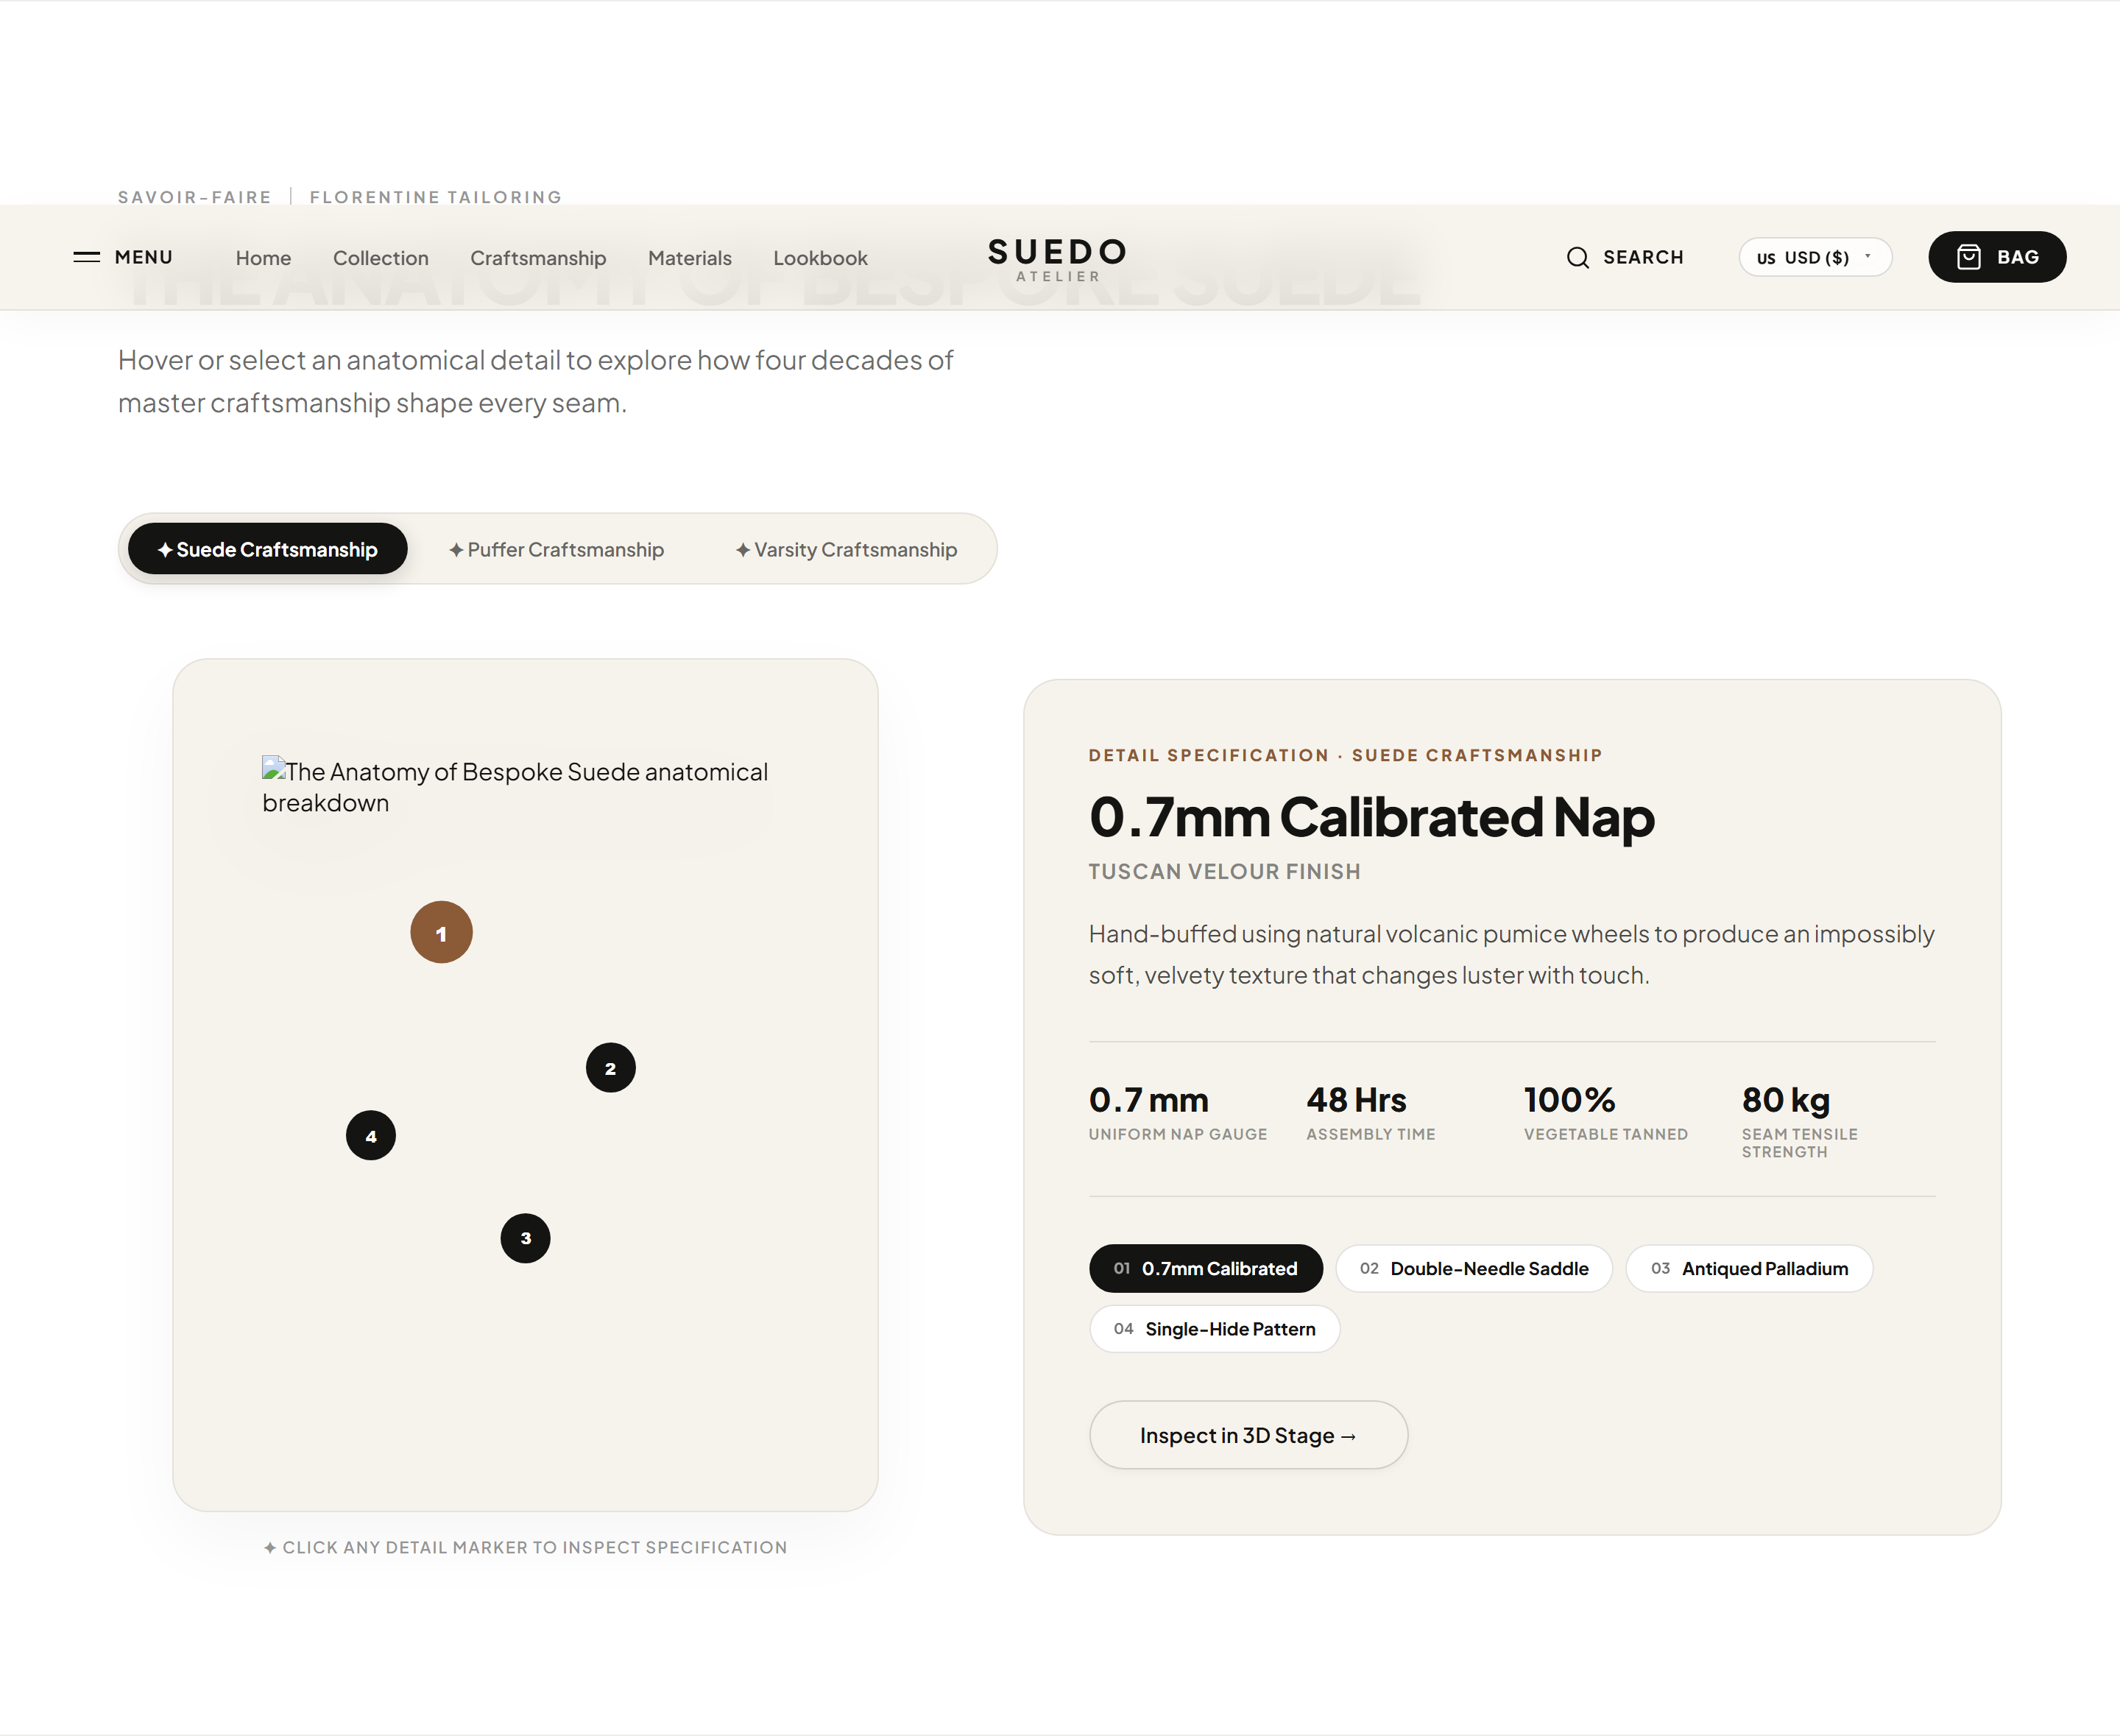 SAVOIR-FAIRE | FLORENTINE TAILORING
MENU Home Collection Craftsmanship Materials Lookbook SUEDO SEARCH US USD ($) BAG
ATELIER
THE ANATOMY OF BESPOKE SUEDE
Hover or select an anatomical detail to explore how four decades of
master craftsmanship shape every seam.
✦ Suede Craftsmanship ✦ Puffer Craftsmanship ✦ Varsity Craftsmanship
The Anatomy of Bespoke Suede anatomical
breakdown
1
2
4
3
✦ CLICK ANY DETAIL MARKER TO INSPECT SPECIFICATION
DETAIL SPECIFICATION · SUEDE CRAFTSMANSHIP
0.7mm Calibrated Nap
TUSCAN VELOUR FINISH
Hand-buffed using natural volcanic pumice wheels to produce an impossibly
soft, velvety texture that changes luster with touch.
0.7 mm 48 Hrs 100% 80 kg
UNIFORM NAP GAUGE ASSEMBLY TIME VEGETABLE TANNED SEAM TENSILE
STRENGTH
01 0.7mm Calibrated 02 Double-Needle Saddle 03 Antiqued Palladium
04 Single-Hide Pattern
Inspect in 3D Stage →